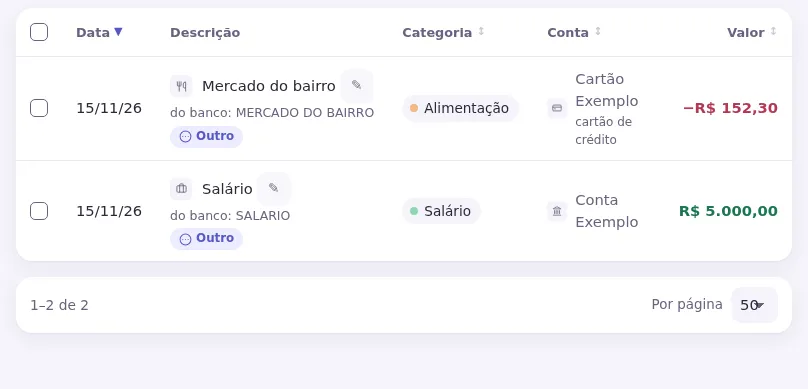 Data ▼ Descrição Categoria ↕ Conta ↕ Valor ↕
Mercado do bairro ✎
do banco: MERCADO DO BAIRRO
Outro
15/11/26
Alimentação
Cartão
Exemplo
cartão de
crédito
−R$ 152,30
Salário ✎
do banco: SALARIO
Outro
15/11/26
Salário
Conta
Exemplo
R$ 5.000,00
1–2 de 2
Por página 50